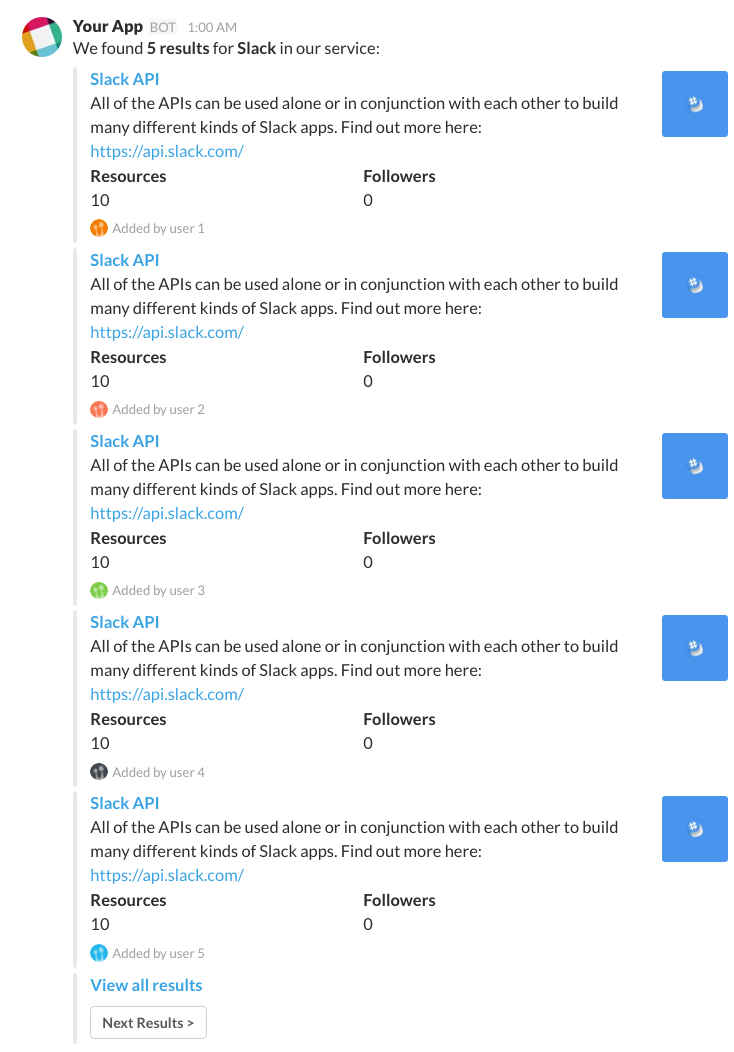 Your App BOT 1:00 AM
We found 5 results for Slack in our service:
Slack API
All of the APIs can be used alone or in conjunction with each other to build
many different kinds of Slack apps. Find out more here:
https://api.slack.com/
Resources Followers
10 0
Added by user 1
Slack API
All of the APIs can be used alone or in conjunction with each other to build
many different kinds of Slack apps. Find out more here:
https://api.slack.com/
Resources Followers
10 0
Added by user 2
Slack API
All of the APIs can be used alone or in conjunction with each other to build
many different kinds of Slack apps. Find out more here:
https://api.slack.com/
Resources Followers
10 0
Added by user 3
Slack API
All of the APIs can be used alone or in conjunction with each other to build
many different kinds of Slack apps. Find out more here:
https://api.slack.com/
Resources Followers
10 0
Added by user 4
Slack API
All of the APIs can be used alone or in conjunction with each other to build
many different kinds of Slack apps. Find out more here:
https://api.slack.com/
Resources Followers
10 0
Added by user 5
View all results
Next Results >